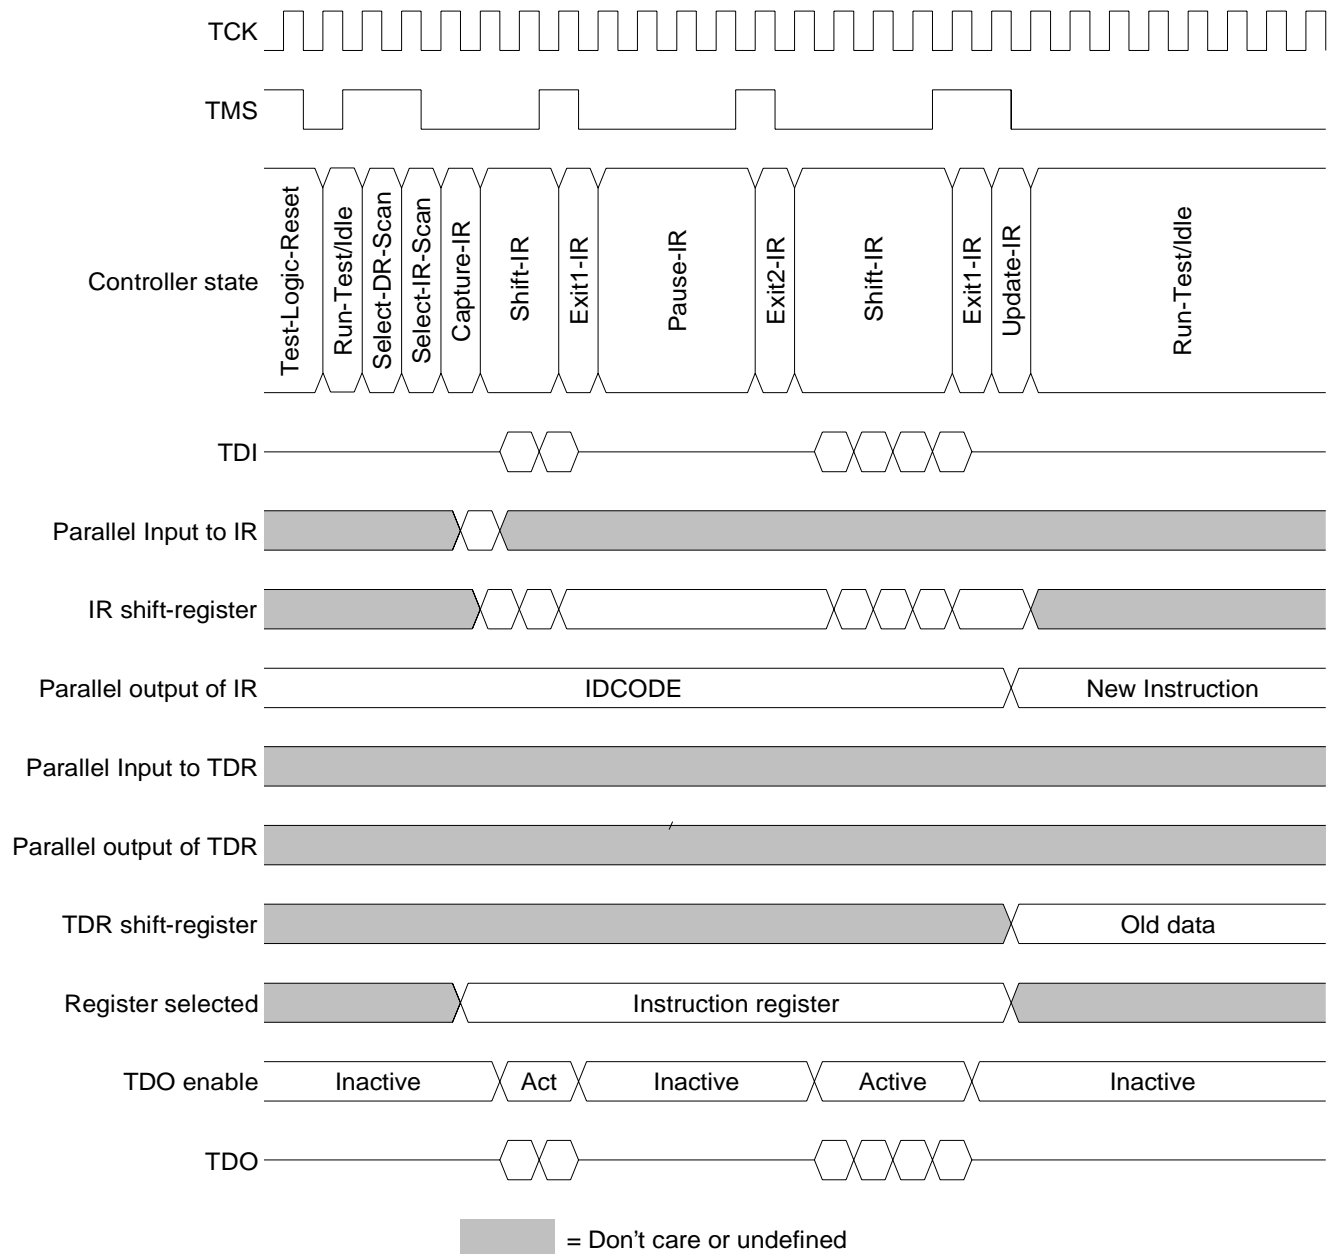 TCK
TMS
Controller state
Test-Logic-Reset
Run-Test/Idle
Select-DR-Scan
Select-IR-Scan
Capture-IR
Shift-IR
Exit1-IR
Pause-IR
Exit2-IR
Shift-IR
Exit1-IR
Update-IR
Run-Test/Idle
TDI
Parallel Input to IR
IR shift-register
Parallel output of IR
IDCODE
New Instruction
Parallel Input to TDR
Parallel output of TDR
TDR shift-register
Old data
Register selected
Instruction register
TDO enable
Inactive
Act
Inactive
Active
Inactive
TDO
= Don't care or undefined